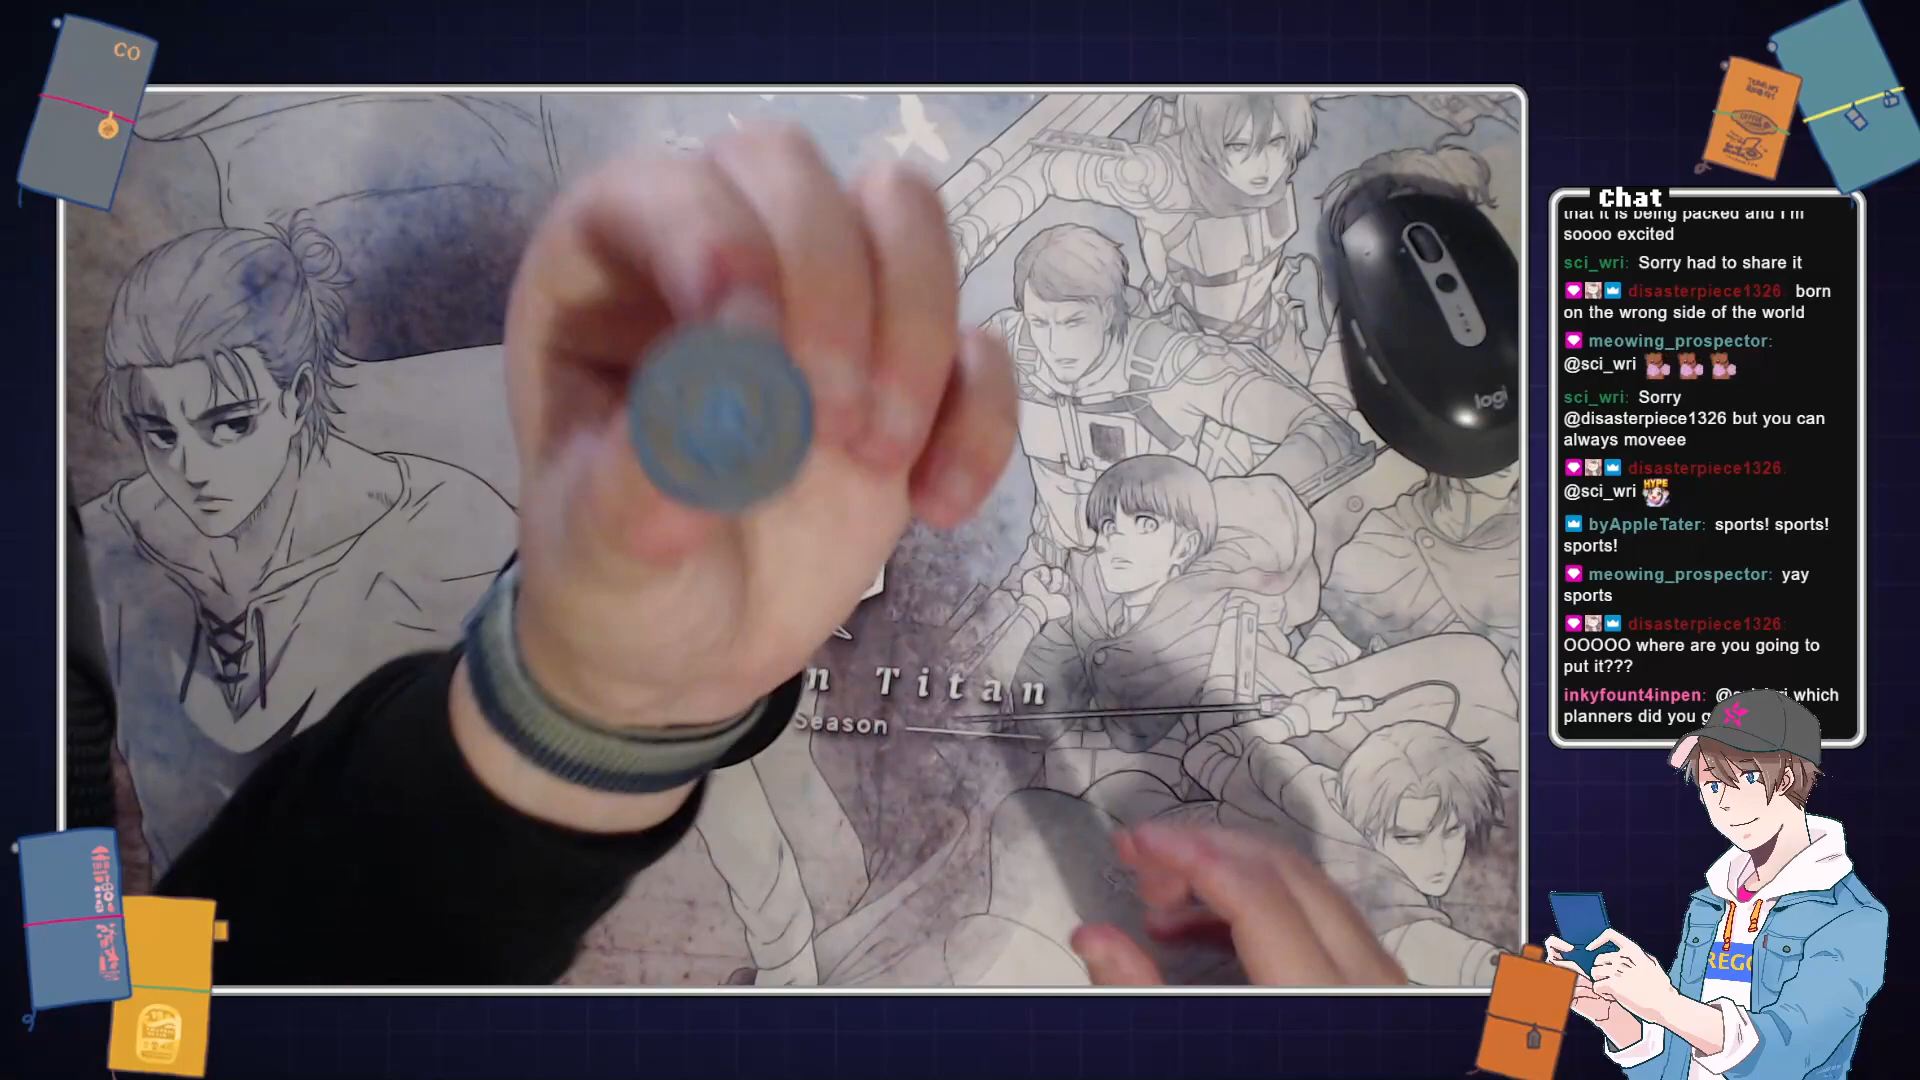 CO
chat
that it is being packed and I'm
soooo excited
sci_wri: Sorry had to share it
disasterpiece1326: born
on the wrong side of the world
meowing_prospector:
@sci_wri
sci_wri: Sorry
@disasterpiece1326 but you can
always moveee
disasterpiece1326:
@sci_wri HYPE
byAppleTater: sports! sports!
sports!
meowing_prospector: yay
sports
disasterpiece1326:
OOOOO where are you going to
put it???
inkyfount4inpen: which
planners did you
logi
n Titan
Season
REGO